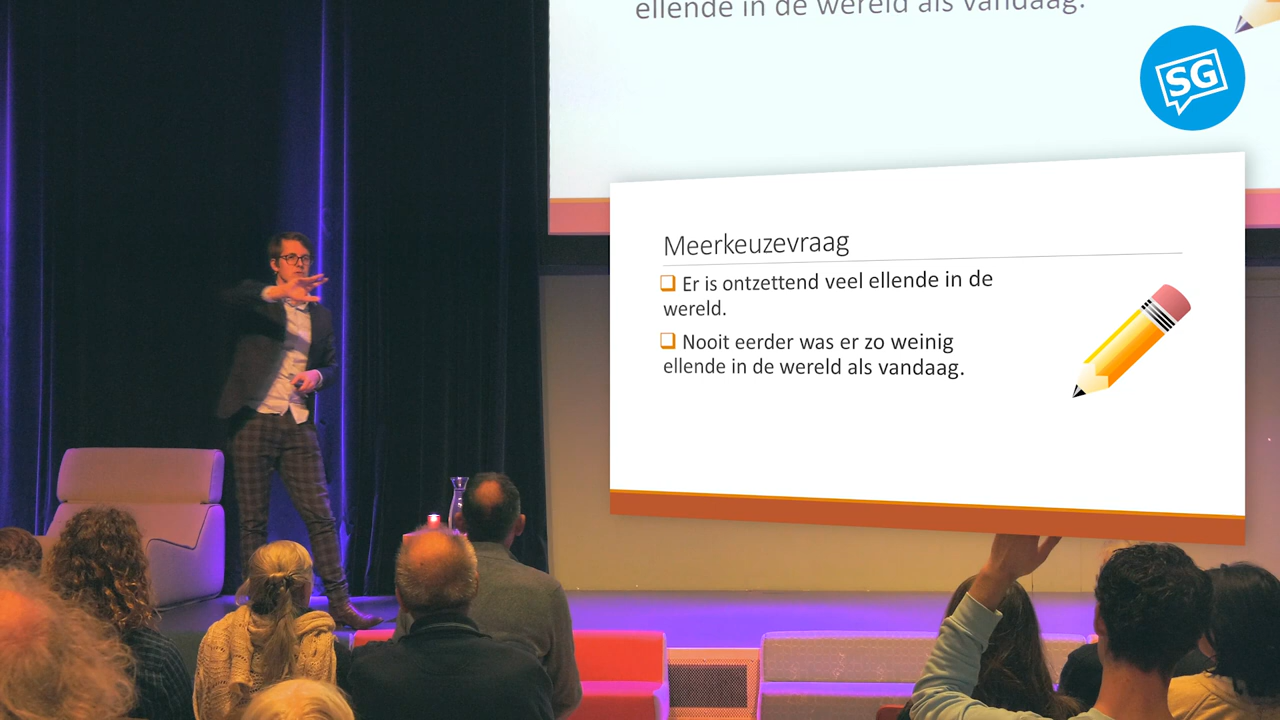 ellende in de wereld als vandaag.
SG
Meerkeuzevraag
❑ Er is ontzettend veel ellende in de
wereld.
❑ Nooit eerder was er zo weinig
ellende in de wereld als vandaag.